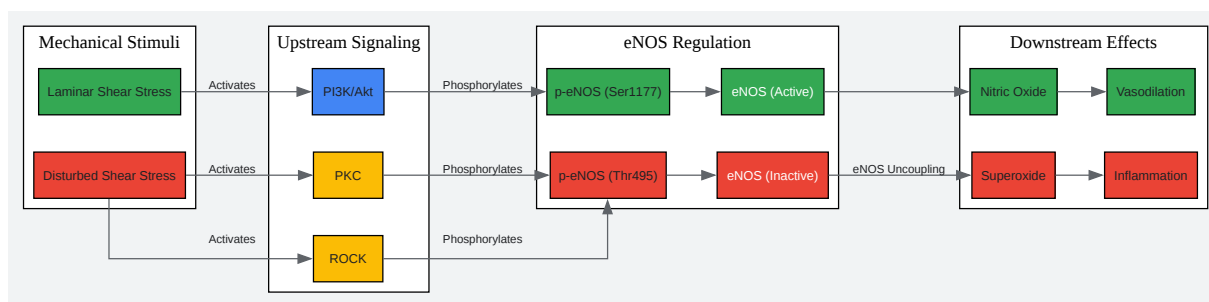 Mechanical Stimuli
Upstream Signaling
eNOS Regulation
Downstream Effects
Laminar Shear Stress
Activates
PI3K/Akt
Phosphorylates
p-eNOS (Ser1177)
eNOS (Active)
Nitric Oxide
Vasodilation
Disturbed Shear Stress
Activates
PKC
Phosphorylates
p-eNOS (Thr495)
eNOS (Inactive)
eNOS Uncoupling
Superoxide
Inflammation
Activates
ROCK
Phosphorylates